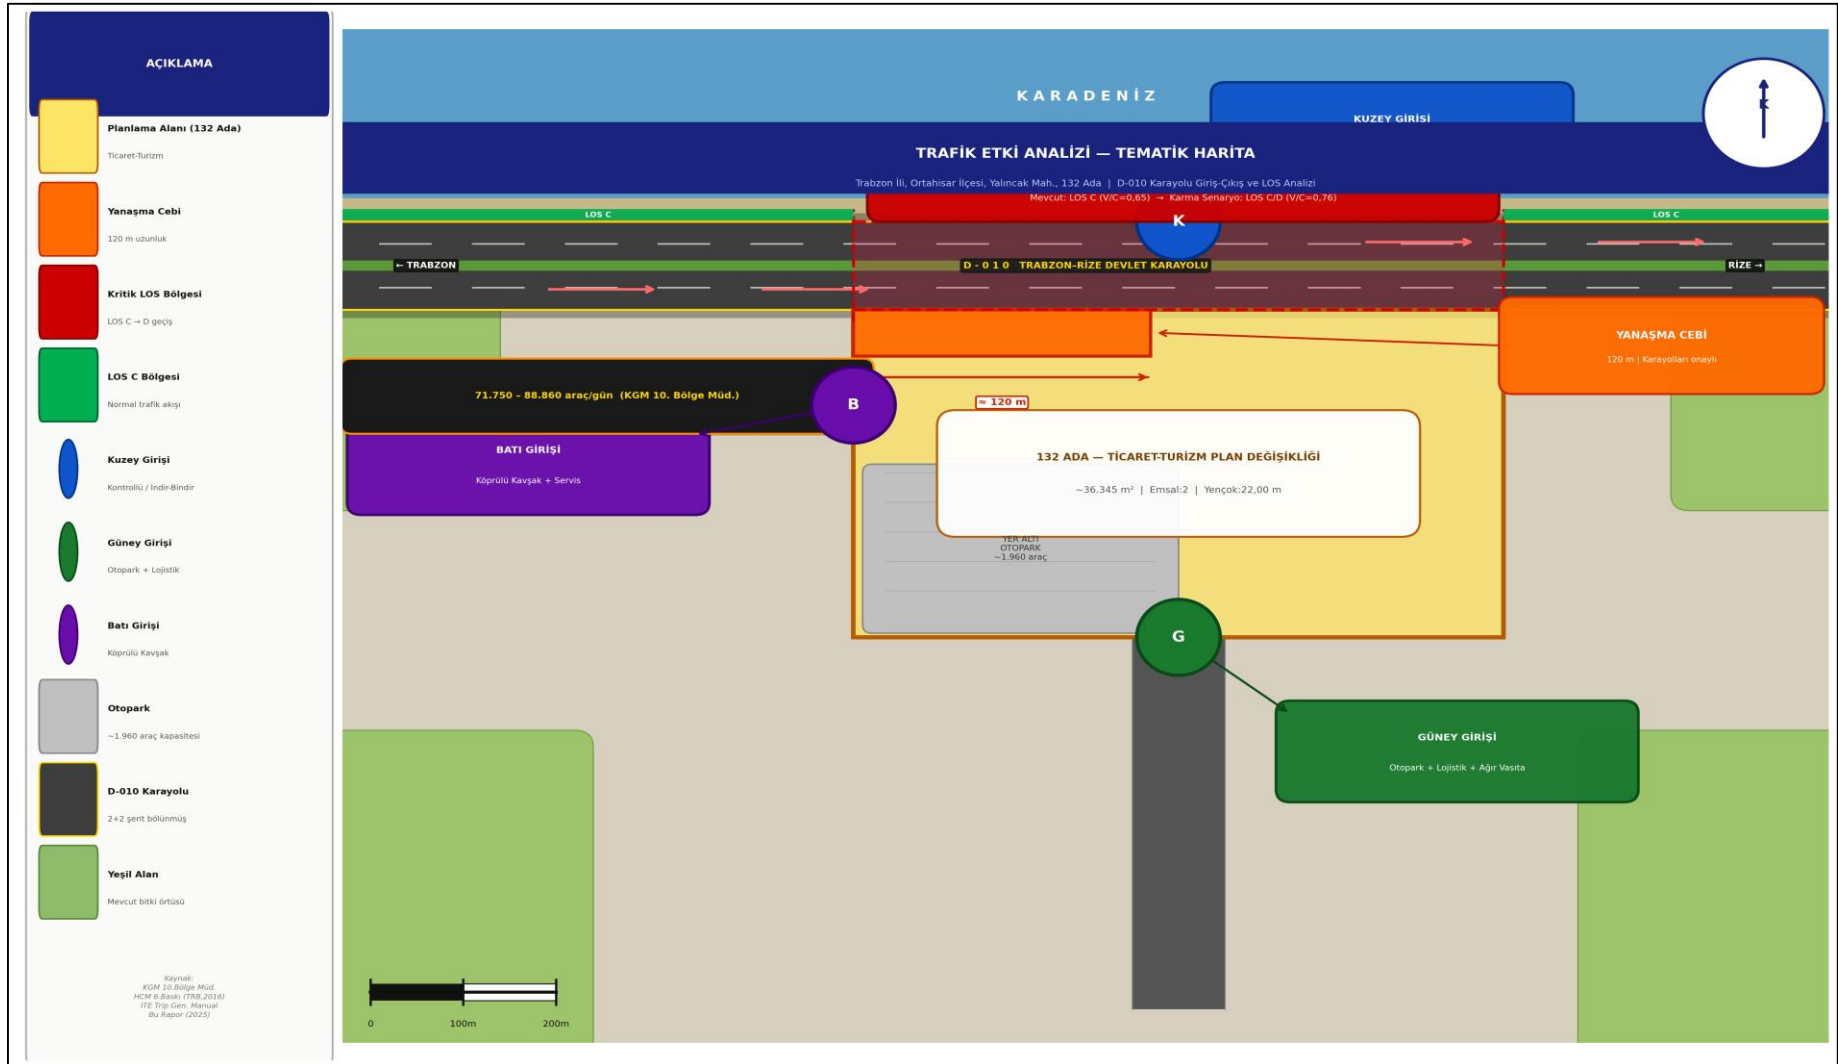 AÇIKLAMA
Planlama Alanı (132 Ada)
Ticaret-Turizm
Yanaşma Cebi
120 m uzunluk
Kritik LOS Bölgesi
LOS C → D geçiş
LOS C Bölgesi
Normal trafik akışı
Kuzey Girişi
Kontrollü / İndir-Bindir
Güney Girişi
Otopark + Lojistik
Batı Girişi
Köprülü Kavşak
Otopark
~1.960 araç kapasitesi
D-010 Karayolu
2+2 şerit bölünmüş
Yeşil Alan
Mevcut bitki örtüsü
Kaynak:
KGM 10.Bölge Müd.
HCM 6.Baskı (TRB,2016)
ITE Trip Gen. Manual
Bu Rapor (2025)
KARADENİZ
KUZEY GİRİŞİ
K
TRAFİK ETKİ ANALİZİ — TEMATİK HARİTA
Trabzon İli, Ortahisar İlçesi, Yalıncak Mah., 132 Ada | D-010 Karayolu Giriş-Çıkış ve LOS Analizi
Mevcut: LOS C (V/C=0,65) → Karma Senaryo: LOS C/D (V/C=0,76)
LOS C
K
LOS C
← TRABZON
D-010 TRABZON–RİZE DEVLET KARAYOLU
RİZE →
YANAŞMA CEBİ
120 m | Karayolları onaylı
71.750 – 88.860 araç/gün (KGM 10. Bölge Müd.)
B
≈ 120 m
BATI GİRİŞİ
Köprülü Kavşak + Servis
132 ADA — TİCARET-TURİZM PLAN DEĞİŞİKLİĞİ
~36.345 m² | Emsal:2 | Yençok:22,00 m
YER ALTI
OTOPARK
~1.960 araç
G
GÜNEY GİRİŞİ
Otopark + Lojistik + Ağır Vasıta
0 100m 200m